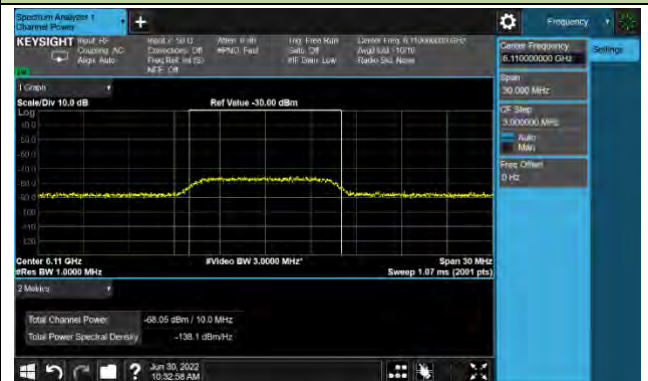 Spectrum Analyzer 1
Channel Power
Frequency
KEYSIGHT
Input: RF
Coupling: AC
Align: Auto
Corrections: Off
Freq Ref: Int (S)
NFE: Off
#PNO: Fast
Trig: Free Run
Gate: Off
#IF Gain: Low
Center Freq: 6.110000000 GHz
Avg|Hold: >10/10
Radio Std: None
Center Frequency
6.110000000 GHz
Settings
Span
30.000 MHz
CF Step
3.000000 MHz
Auto
Man
Freq Offset
0 Hz
1 Graph
Scale/Div 10.0 dB
Ref Value -30.00 dBm
Log
Center 6.11 GHz
#Video BW 3.0000 MHz*
Span 30 MHz
#Res BW 1.0000 MHz
Sweep 1.07 ms (2001 pts)
2 Metrics
Total Channel Power
-68.05 dBm / 10.0 MHz
Total Power Spectral Density
-138.1 dBm/Hz
Jun 30, 2022
10:32:58 AM